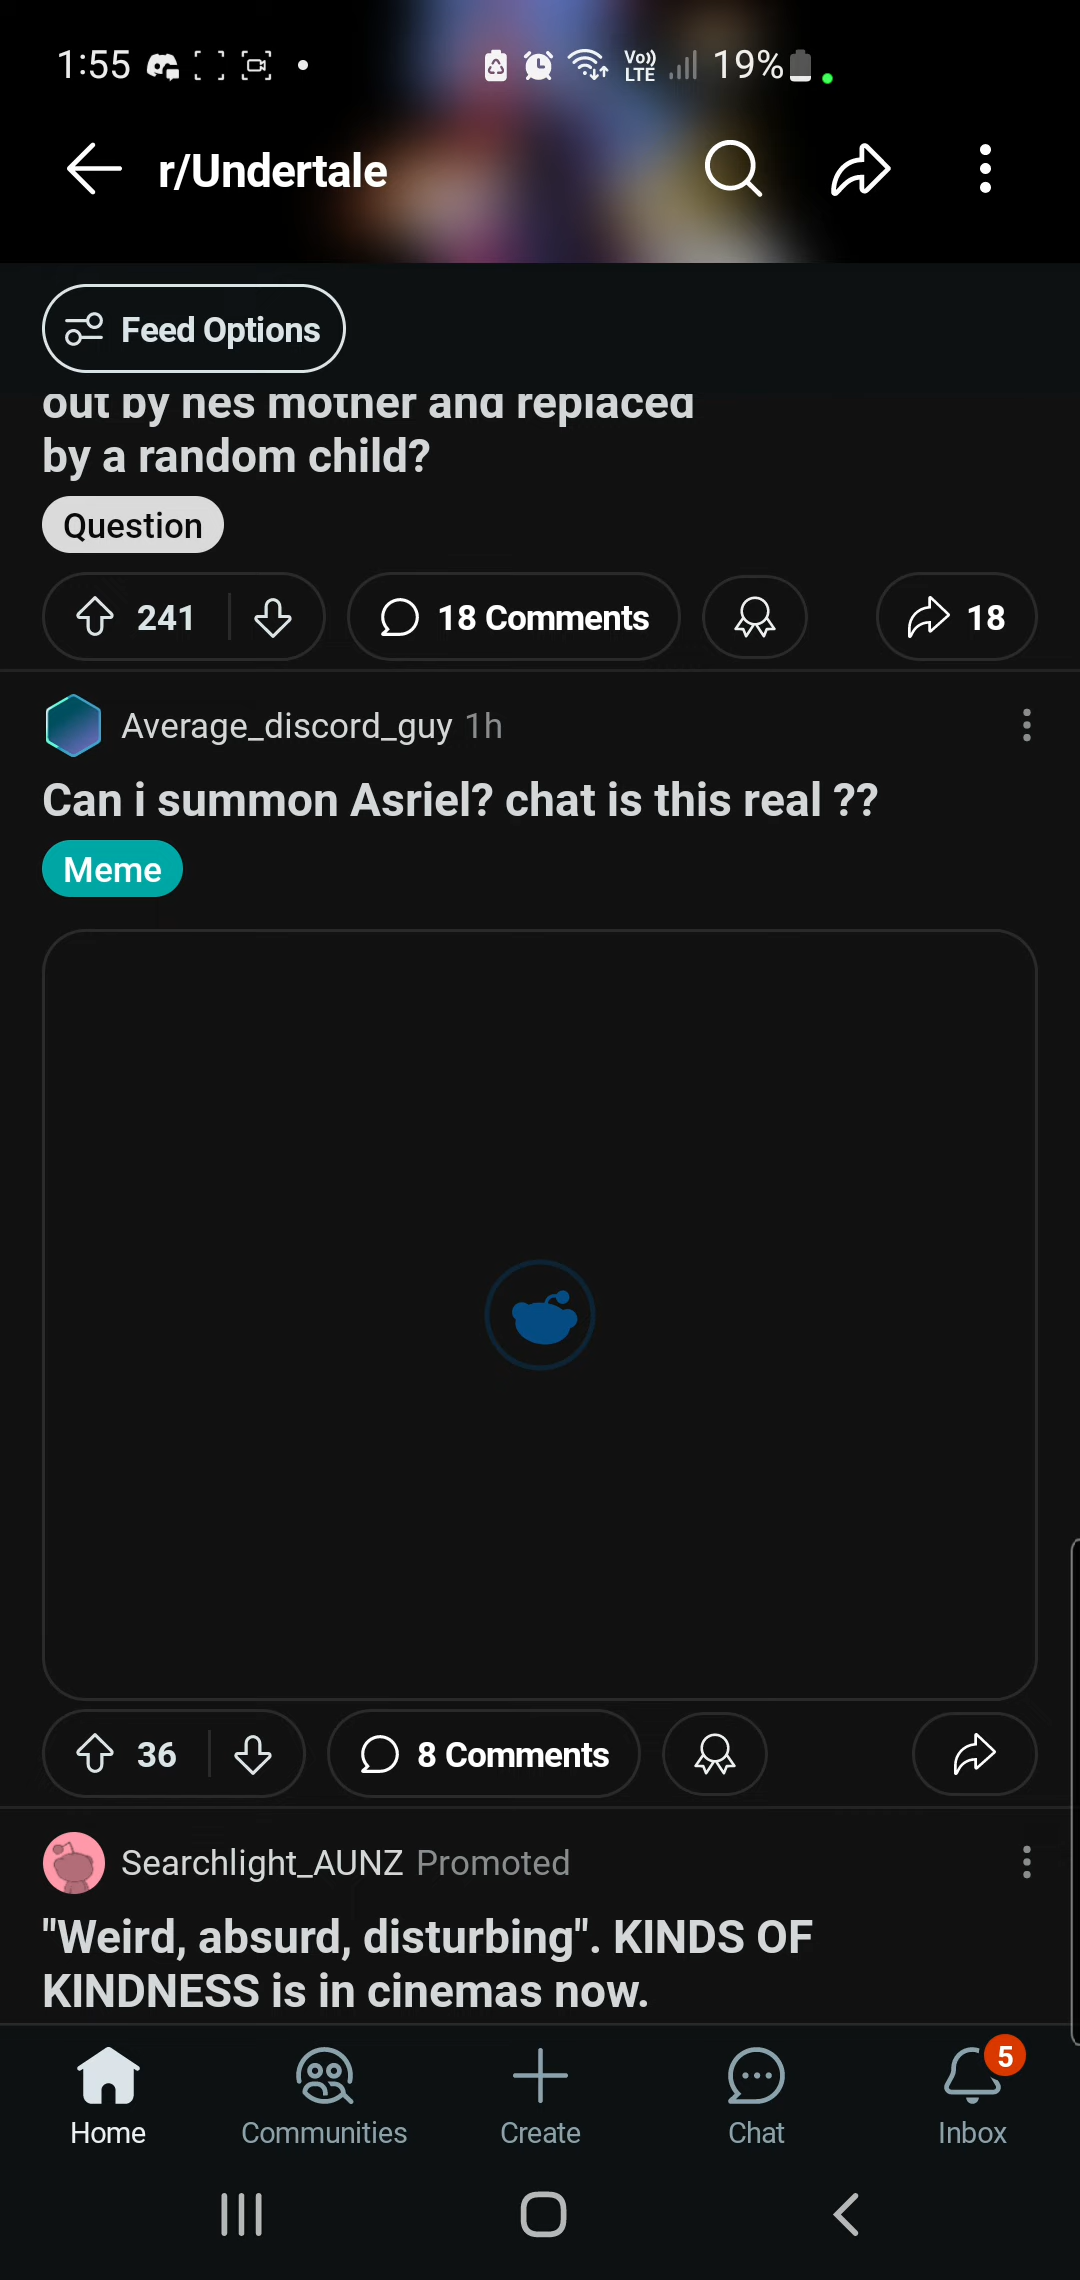 1:55
Vo)) LTE
19%
r/Undertale
Feed Options
out by hes mother and replaced
by a random child?
Question
241
18 Comments
18
Average_discord_guy 1h
Can i summon Asriel? chat is this real ??
Meme
36
8 Comments
Searchlight_AUNZ Promoted
"Weird, absurd, disturbing". KINDS OF
KINDNESS is in cinemas now.
5
Home
Communities
Create
Chat
Inbox